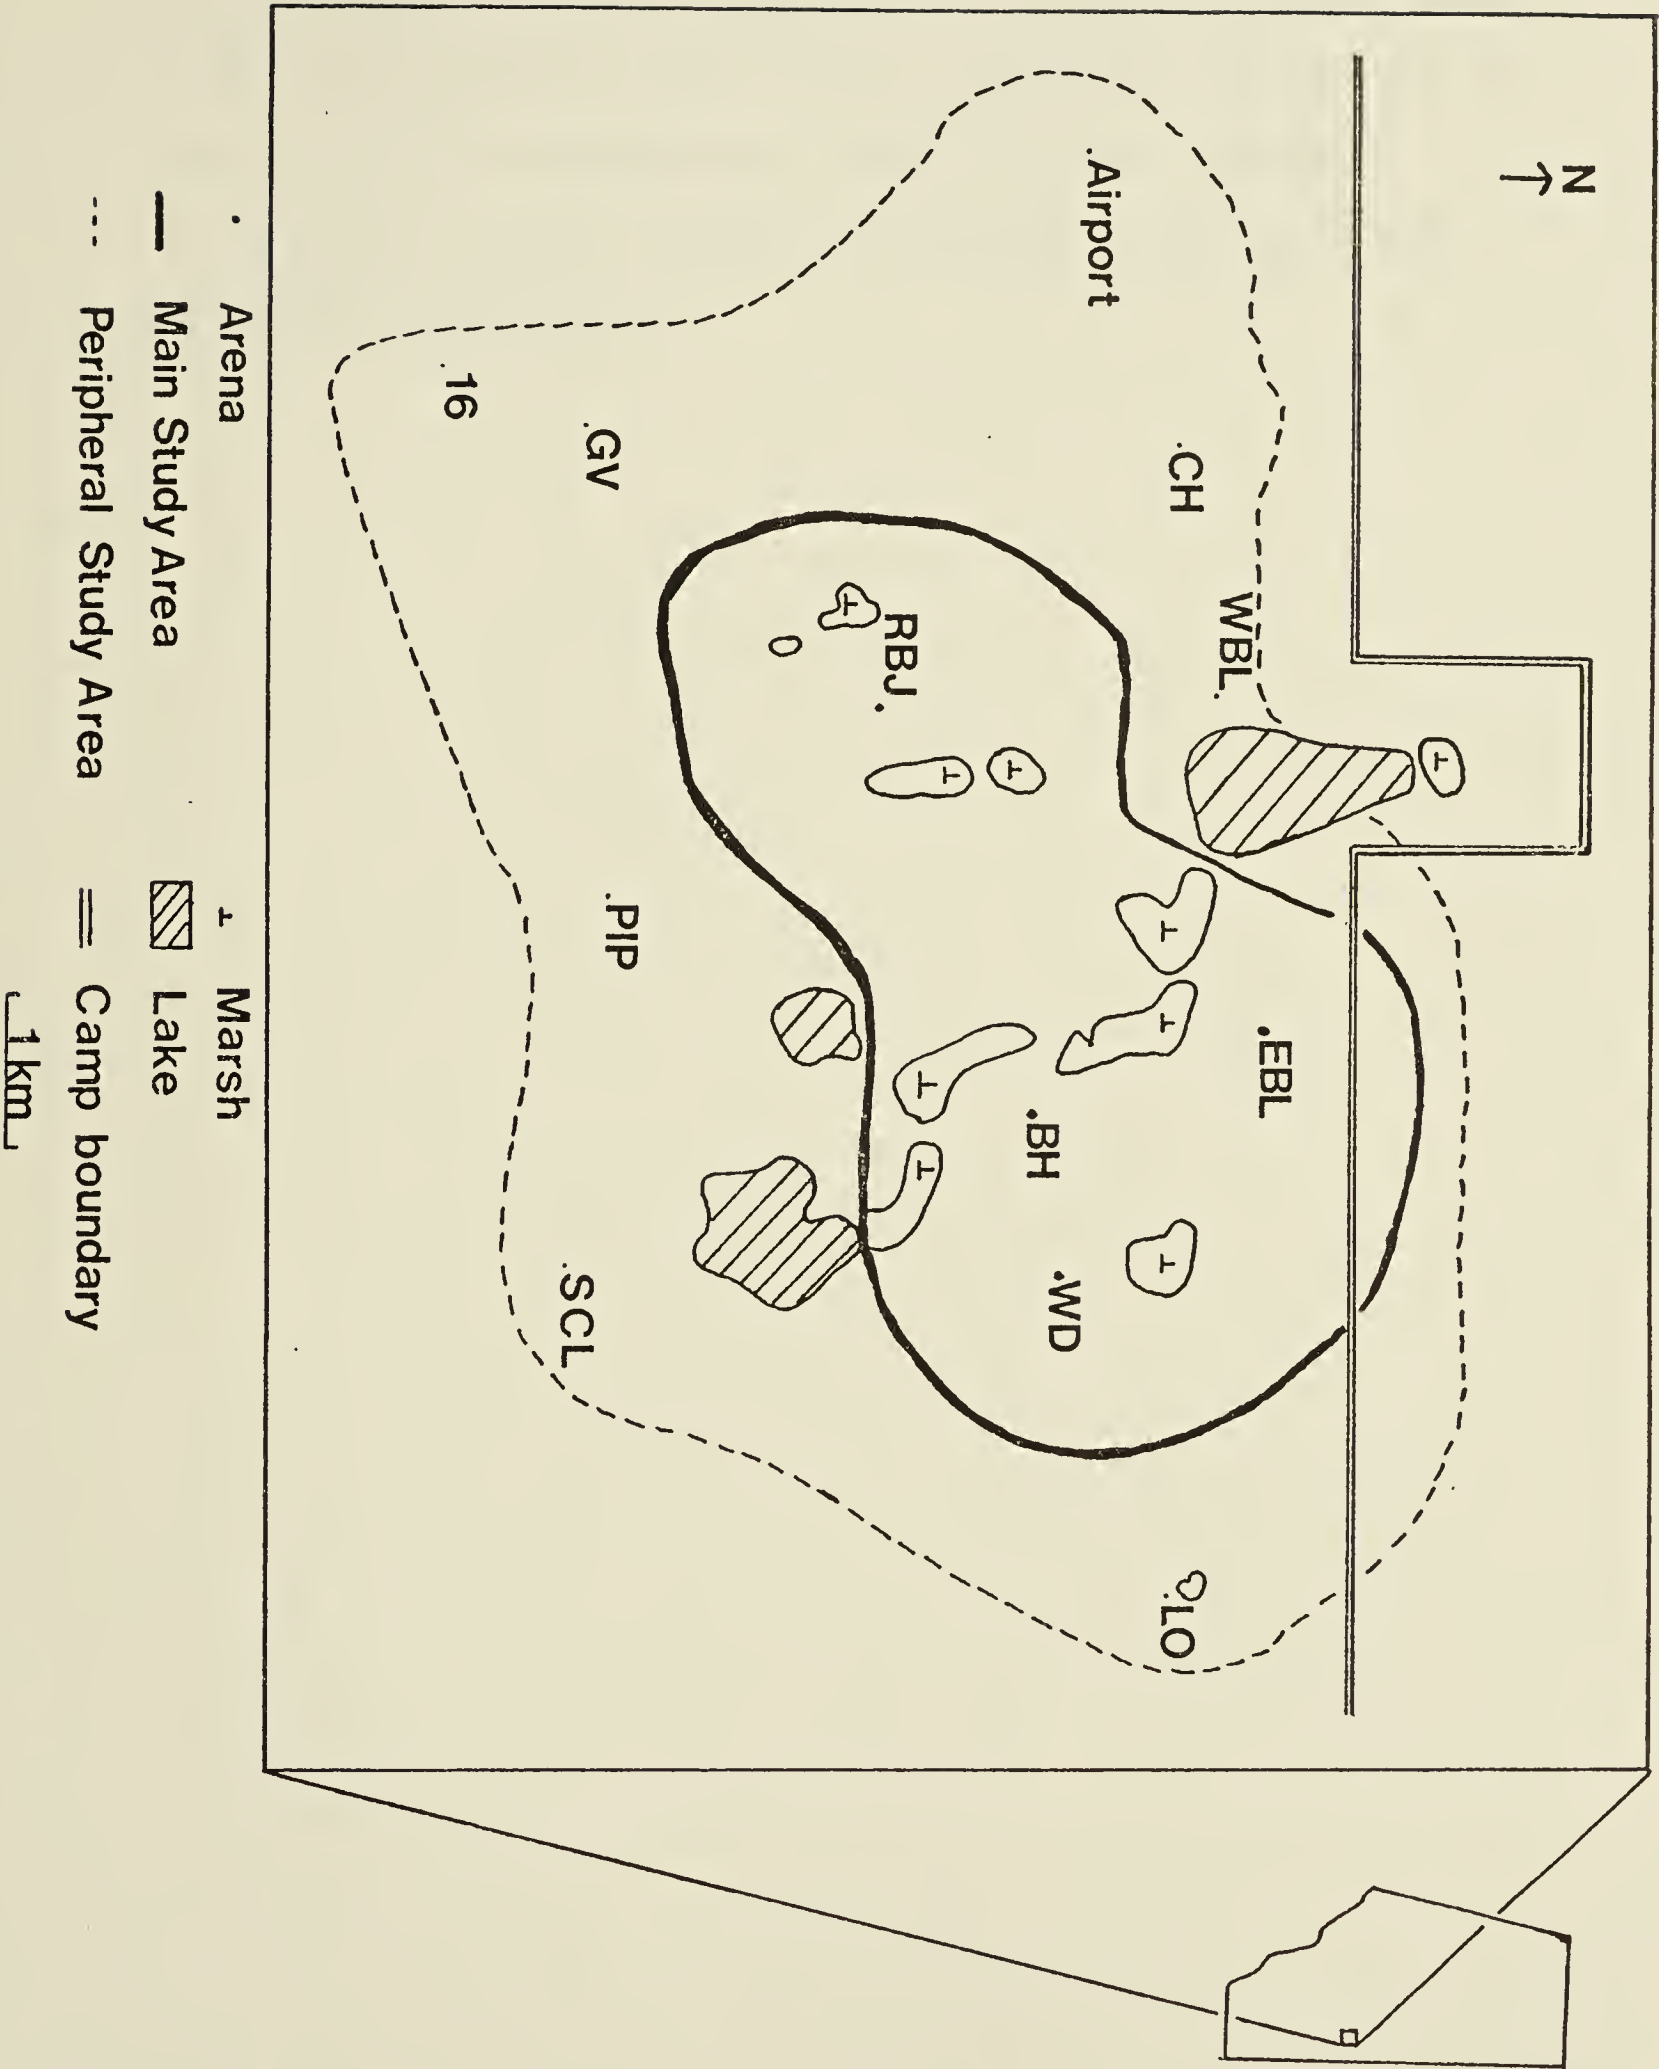 N
.Airport
.CH
WBL.
.16
.GV
RBJ.
.EBL
.PIP
.BH
.WD
.SCL
.LO
. Arena
Main Study Area
--- Peripheral Study Area
Marsh
Lake
Camp boundary
1 km